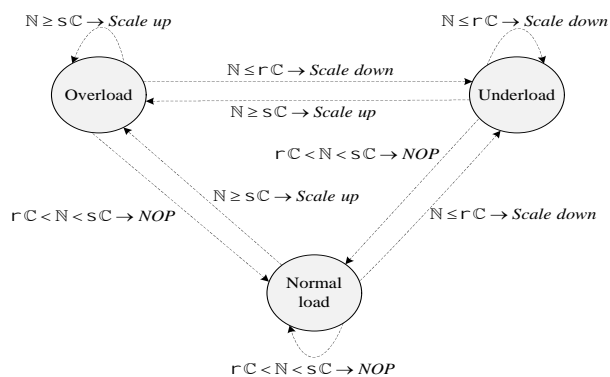 ℕ ≥ sℂ → Scale up
ℕ ≤ rℂ → Scale down
ℕ ≤ rℂ → Scale down
Overload
Underload
ℕ ≥ sℂ → Scale up
rℂ < ℕ < sℂ → NOP
ℕ ≥ sℂ → Scale up
rℂ < ℕ < sℂ → NOP
ℕ ≤ rℂ → Scale down
Normal
load
rℂ < ℕ < sℂ → NOP